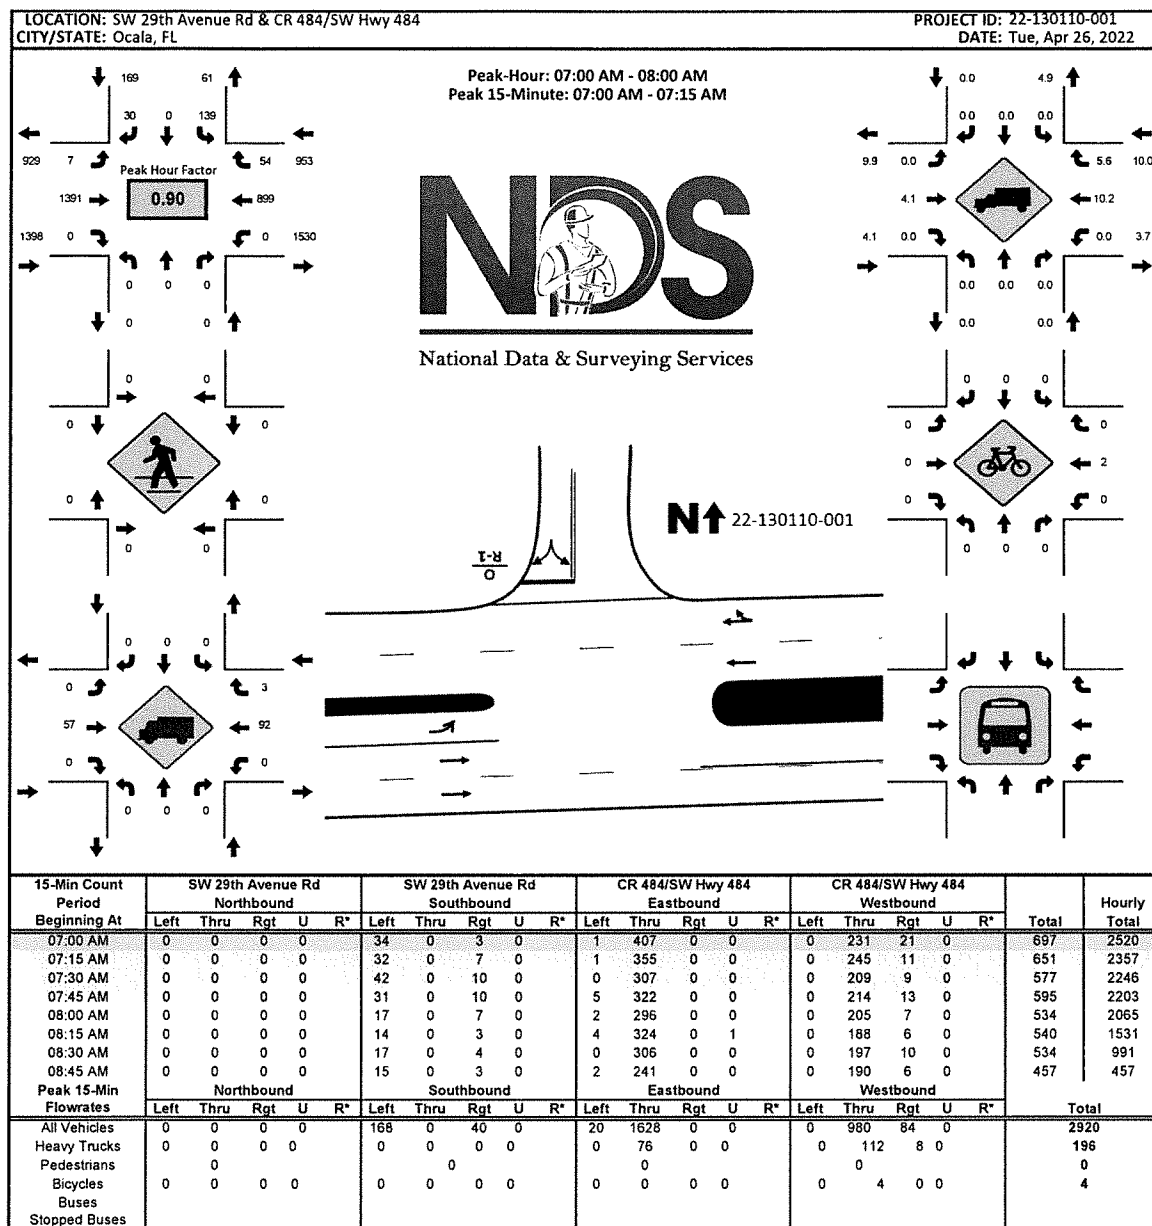 LOCATION: SW 29th Avenue Rd & CR 484/SW Hwy 484 PROJECT ID: 22-130110-001
CITY/STATE: Ocala, FL DATE: Tue, Apr 26, 2022
Peak-Hour: 07:00 AM - 08:00 AM
Peak 15-Minute: 07:00 AM - 07:15 AM
169 61
30 0 139
929 7 54 953
Peak Hour Factor
1391 0.90 899
1398 0 0 1530
0 0 0
0 0
0.0 4.9
0.0 0.0 0.0
9.9 0.0 5.6 10.0
4.1 10.2
4.1 0.0 0.0 3.7
0.0 0.0 0.0
0.0 0.0
NDS
National Data & Surveying Services
0 0
0 0
0 0
0 0
0 0 0
0 0
0 2
0 0
0 0 0
N 22-130110-001
R-1
0 0 0
0 3
57 92
0 0
0 0 0
15-Min Count SW 29th Avenue Rd SW 29th Avenue Rd CR 484/SW Hwy 484 CR 484/SW Hwy 484
Period Northbound Southbound Eastbound Westbound Hourly
Beginning At Left Thru Rgt U R* Left Thru Rgt U R* Left Thru Rgt U R* Left Thru Rgt U R* Total Total
07:00 AM 0 0 0 0 34 0 3 0 1 407 0 0 0 231 21 0 697 2520
07:15 AM 0 0 0 0 32 0 7 0 1 355 0 0 0 245 11 0 651 2357
07:30 AM 0 0 0 0 42 0 10 0 0 307 0 0 0 209 9 0 577 2246
07:45 AM 0 0 0 0 31 0 10 0 5 322 0 0 0 214 13 0 595 2203
08:00 AM 0 0 0 0 17 0 7 0 2 296 0 0 0 205 7 0 534 2065
08:15 AM 0 0 0 0 14 0 3 0 4 324 0 1 0 188 6 0 540 1531
08:30 AM 0 0 0 0 17 0 4 0 0 306 0 0 0 197 10 0 534 991
08:45 AM 0 0 0 0 15 0 3 0 2 241 0 0 0 190 6 0 457 457
Peak 15-Min Northbound Southbound Eastbound Westbound
Flowrates Left Thru Rgt U R* Left Thru Rgt U R* Left Thru Rgt U R* Left Thru Rgt U R* Total
All Vehicles 0 0 0 0 168 0 40 0 20 1628 0 0 0 980 84 0 2920
Heavy Trucks 0 0 0 0 0 0 0 0 0 76 0 0 0 112 8 0 196
Pedestrians 0 0 0 0 0
Bicycles 0 0 0 0 0 0 0 0 0 0 0 0 0 4 0 0 4
Buses
Stopped Buses